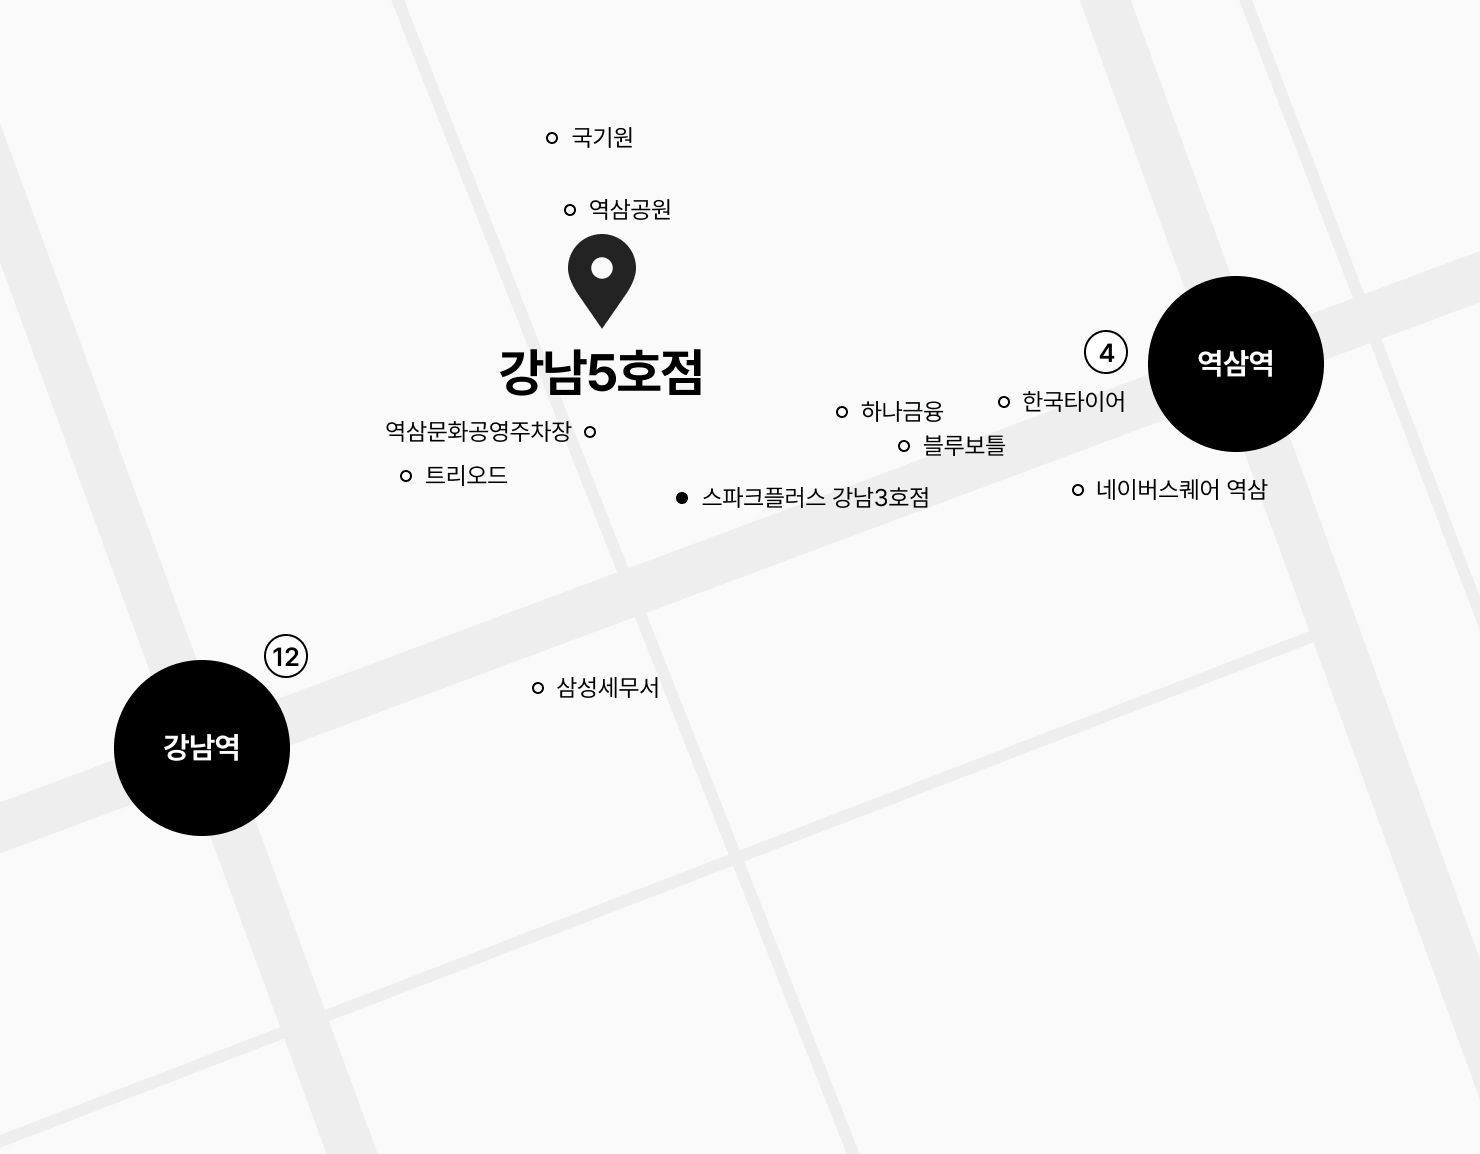 국기원
역삼공원
강남5호점
4
역삼역
한국타이어
하나금융
역삼문화공영주차장
블루보틀
트리오드
네이버스퀘어 역삼
스파크플러스 강남3호점
12
삼성세무서
강남역